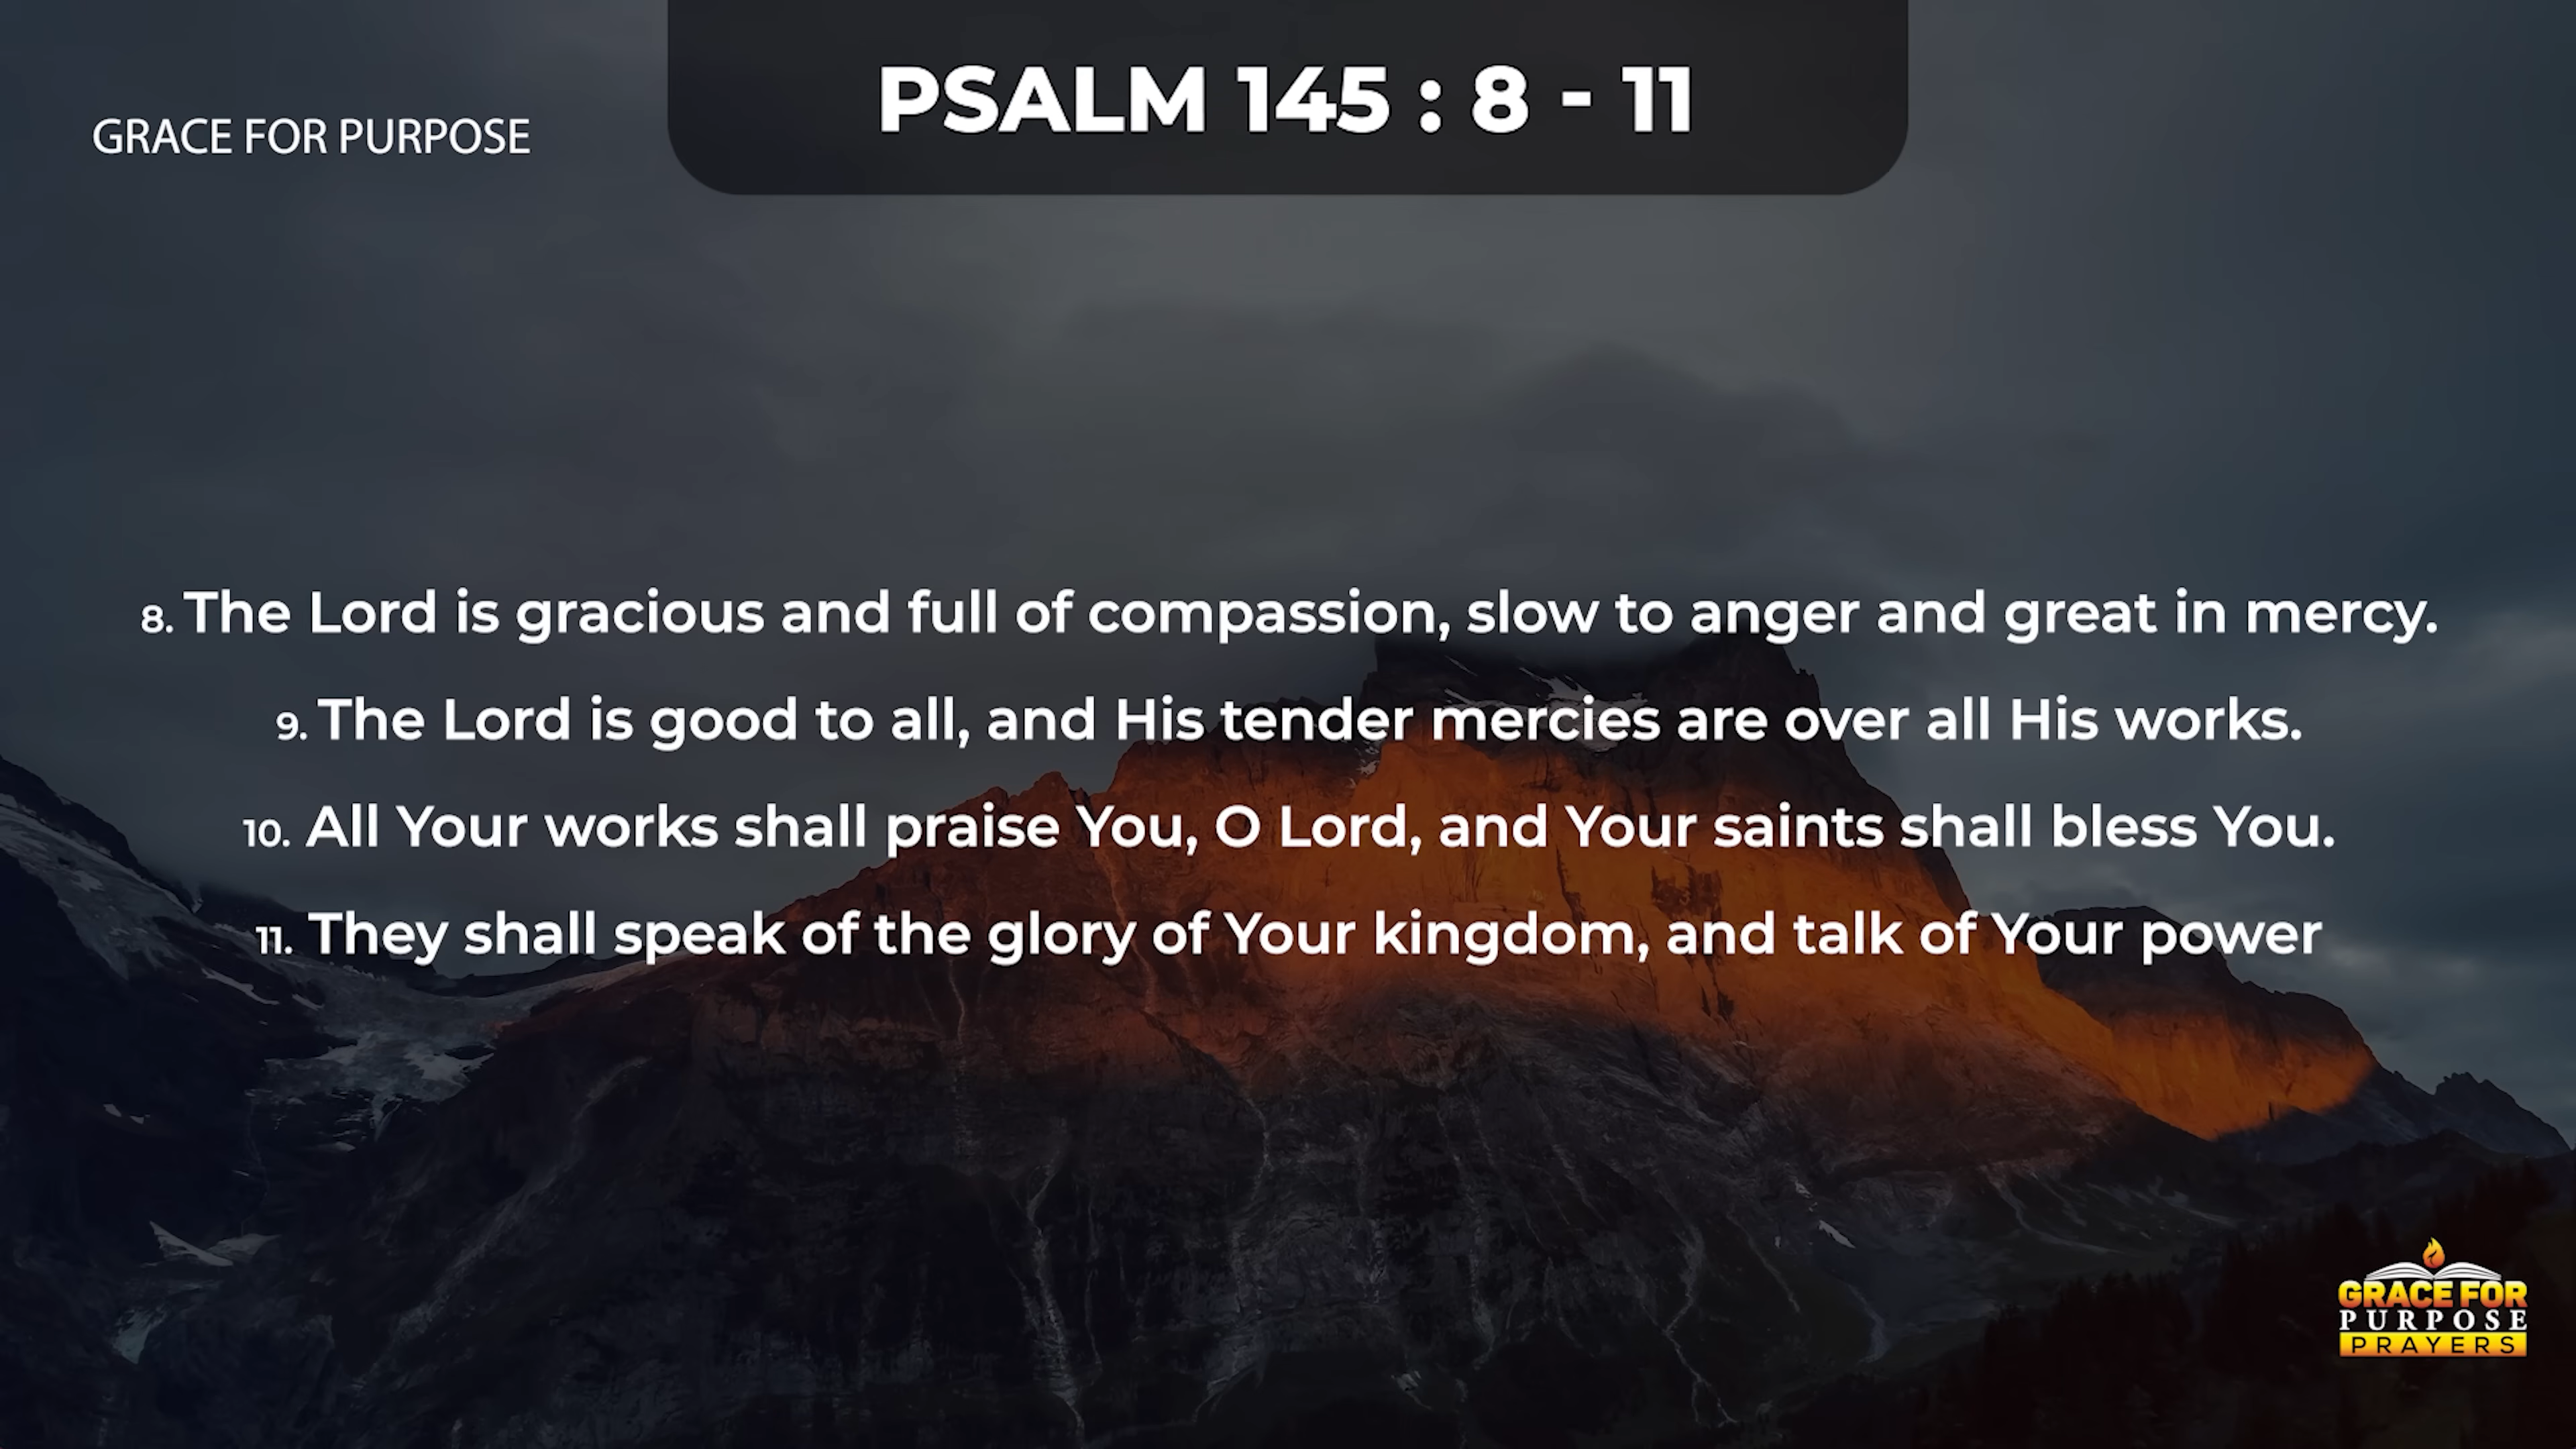 PSALM 145 : 8 - 11
GRACE FOR PURPOSE
8. The Lord is gracious and full of compassion, slow to anger and great in mercy.
9. The Lord is good to all, and His tender mercies are over all His works.
10. All Your works shall praise You, O Lord, and Your saints shall bless You.
11. They shall speak of the glory of Your kingdom, and talk of Your power
GRACE FOR
PURPOSE
PRAYERS